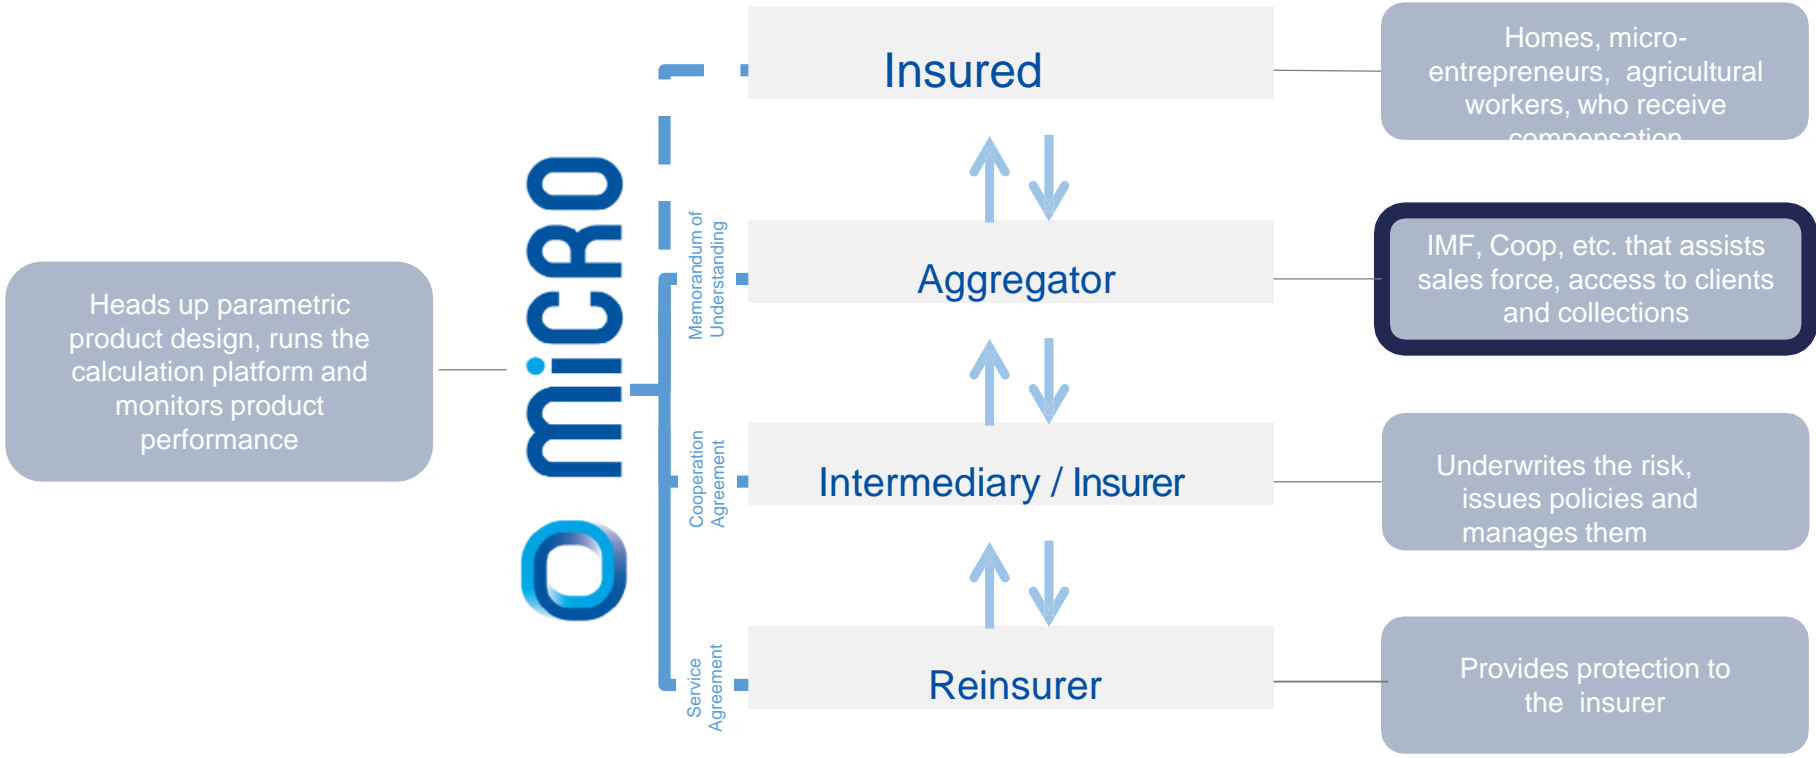 Heads up parametric
product design, runs the
calculation platform and
monitors product
performance
miCRO
Memorandum of
Understanding
Cooperation
Agreement
Service
Agreement
Insured
Homes, micro-
entrepreneurs, agricultural
workers, who receive
compensation
Aggregator
IMF, Coop, etc. that assists
sales force, access to clients
and collections
Intermediary / Insurer
Underwrites the risk,
issues policies and
manages them
Reinsurer
Provides protection to
the insurer